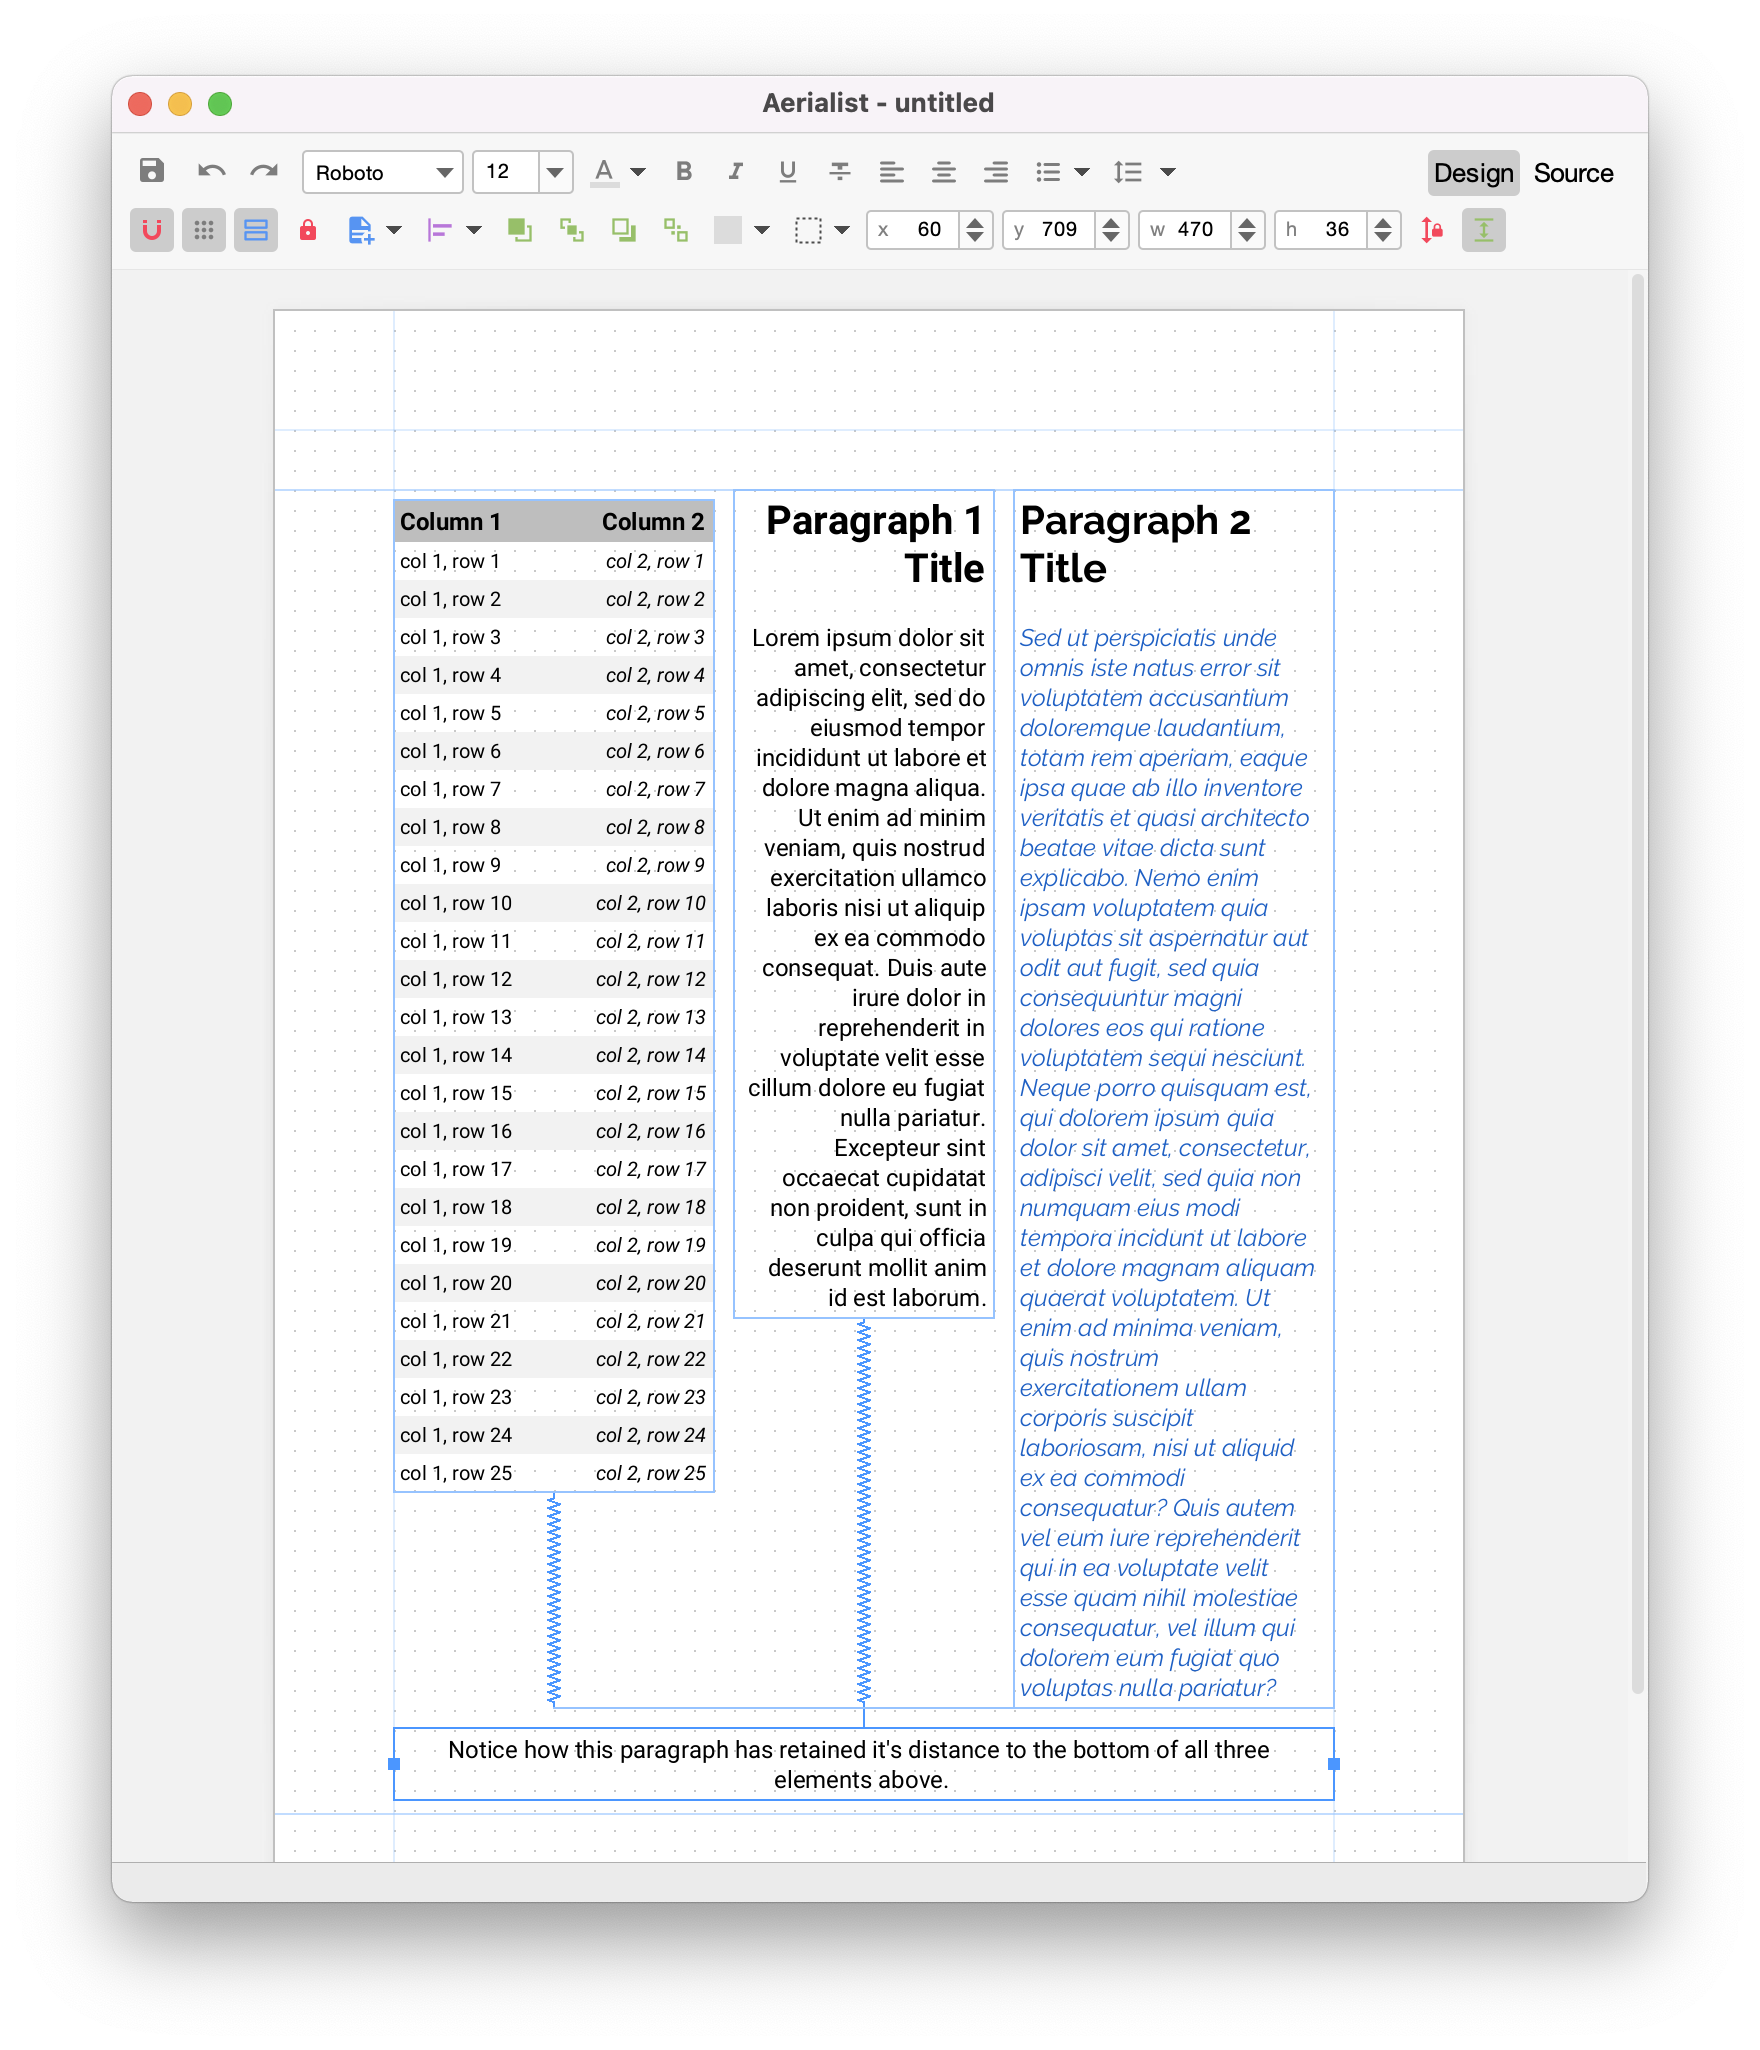 Aerialist - untitled
Roboto 12 A B I U Design Source
x 60 y 709 w 470 h 36
Column 1 Column 2
col 1, row 1 col 2, row 1
col 1, row 2 col 2, row 2
col 1, row 3 col 2, row 3
col 1, row 4 col 2, row 4
col 1, row 5 col 2, row 5
col 1, row 6 col 2, row 6
col 1, row 7 col 2, row 7
col 1, row 8 col 2, row 8
col 1, row 9 col 2, row 9
col 1, row 10 col 2, row 10
col 1, row 11 col 2, row 11
col 1, row 12 col 2, row 12
col 1, row 13 col 2, row 13
col 1, row 14 col 2, row 14
col 1, row 15 col 2, row 15
col 1, row 16 col 2, row 16
col 1, row 17 col 2, row 17
col 1, row 18 col 2, row 18
col 1, row 19 col 2, row 19
col 1, row 20 col 2, row 20
col 1, row 21 col 2, row 21
col 1, row 22 col 2, row 22
col 1, row 23 col 2, row 23
col 1, row 24 col 2, row 24
col 1, row 25 col 2, row 25
Paragraph 1
Title
Lorem ipsum dolor sit
amet, consectetur
adipiscing elit, sed do
eiusmod tempor
incididunt ut labore et
dolore magna aliqua.
Ut enim ad minim
veniam, quis nostrud
exercitation ullamco
laboris nisi ut aliquip
ex ea commodo
consequat. Duis aute
irure dolor in
reprehenderit in
voluptate velit esse
cillum dolore eu fugiat
nulla pariatur.
Excepteur sint
occaecat cupidatat
non proident, sunt in
culpa qui officia
deserunt mollit anim
id est laborum.
Paragraph 2
Title
Sed ut perspiciatis unde
omnis iste natus error sit
voluptatem accusantium
doloremque laudantium,
totam rem aperiam, eaque
ipsa quae ab illo inventore
veritatis et quasi architecto
beatae vitae dicta sunt
explicabo. Nemo enim
ipsam voluptatem quia
voluptas sit aspernatur aut
odit aut fugit, sed quia
consequuntur magni
dolores eos qui ratione
voluptatem sequi nesciunt.
Neque porro quisquam est,
qui dolorem ipsum quia
dolor sit amet, consectetur,
adipisci velit, sed quia non
numquam eius modi
tempora incidunt ut labore
et dolore magnam aliquam
quaerat voluptatem. Ut
enim ad minima veniam,
quis nostrum
exercitationem ullam
corporis suscipit
laboriosam, nisi ut aliquid
ex ea commodi
consequatur? Quis autem
vel eum iure reprehenderit
qui in ea voluptate velit
esse quam nihil molestiae
consequatur, vel illum qui
dolorem eum fugiat quo
voluptas nulla pariatur?
Notice how this paragraph has retained it's distance to the bottom of all three
elements above.